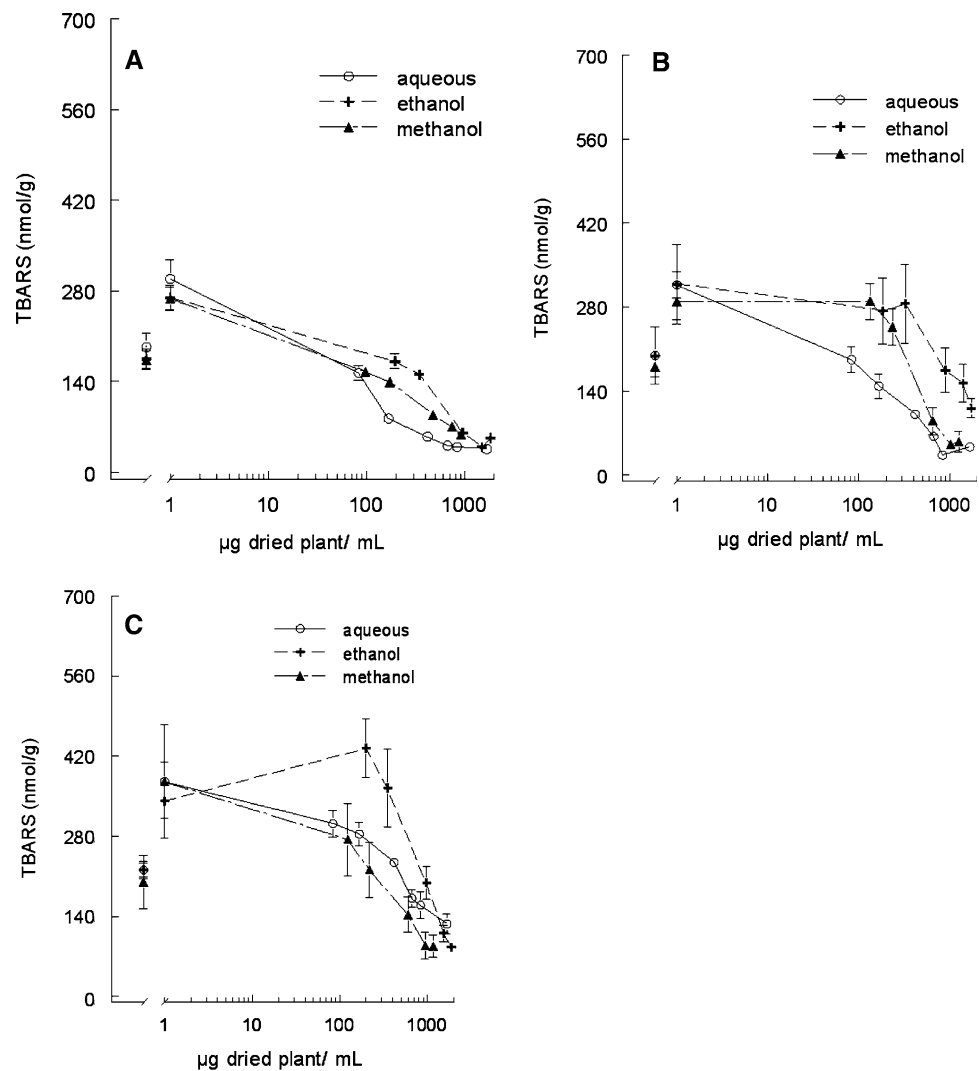 A
700
560
420
280
140
0
TBARS (nmol/g)
aqueous
ethanol
methanol
1 10 100 1000
µg dried plant/ mL
B
700
560
420
280
140
0
TBARS (nmol/g)
aqueous
ethanol
methanol
1 10 100 1000
µg dried plant/ mL
C
700
560
420
280
140
0
TBARS (nmol/g)
aqueous
ethanol
methanol
1 10 100 1000
µg dried plant/ mL